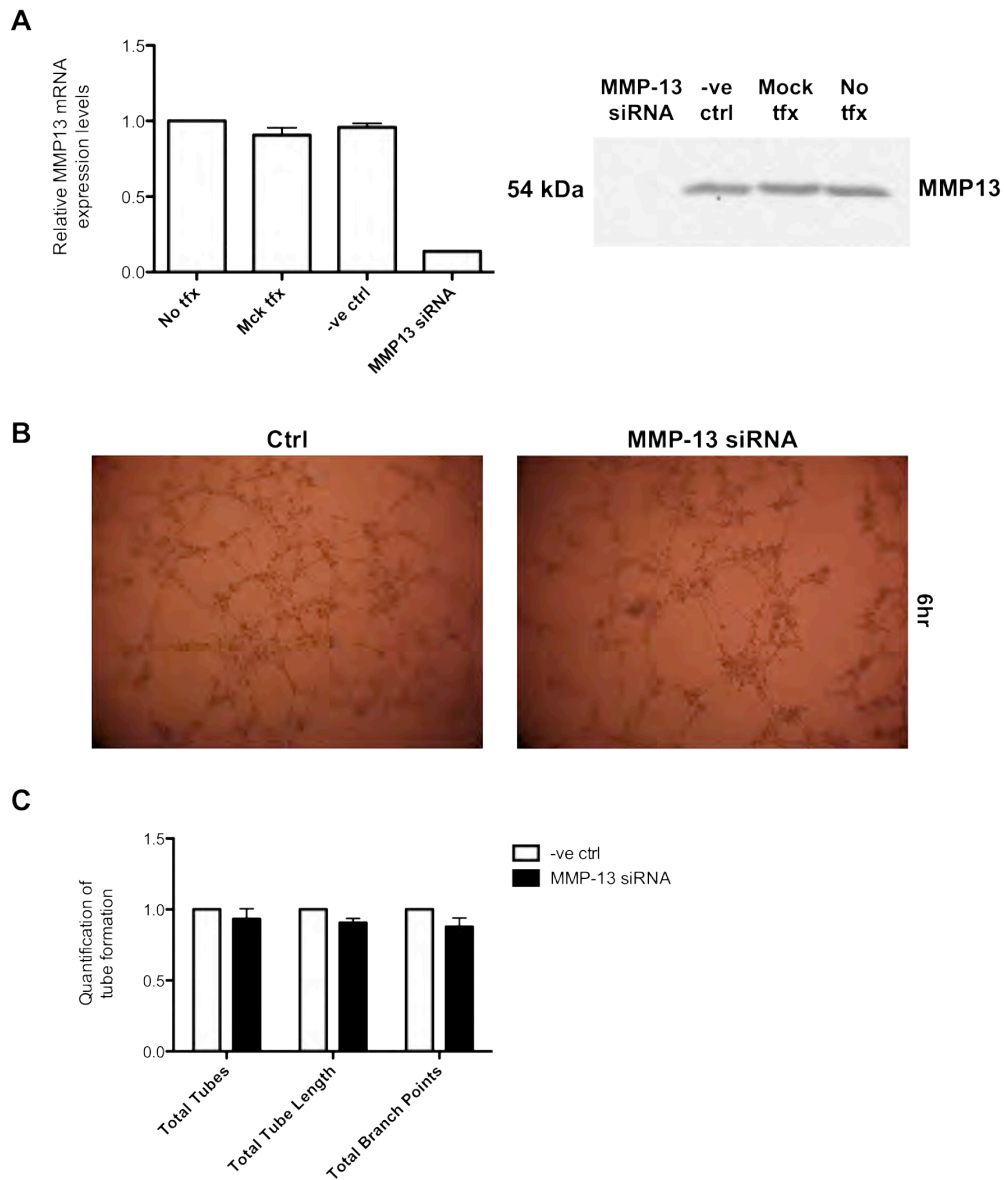 A
Relative MMP13 mRNA
expression levels
1.5
1.0
0.5
0.0
No tfx
Mck tfx
-ve ctrl
MMP13 siRNA
MMP-13
siRNA
-ve
ctrl
Mock
tfx
No
tfx
54 kDa
MMP13
B
Ctrl
MMP-13 siRNA
6hr
C
Quantification of
tube formation
1.5
1.0
0.5
0.0
Total Tubes
Total Tube Length
Total Branch Points
-ve ctrl
MMP-13 siRNA